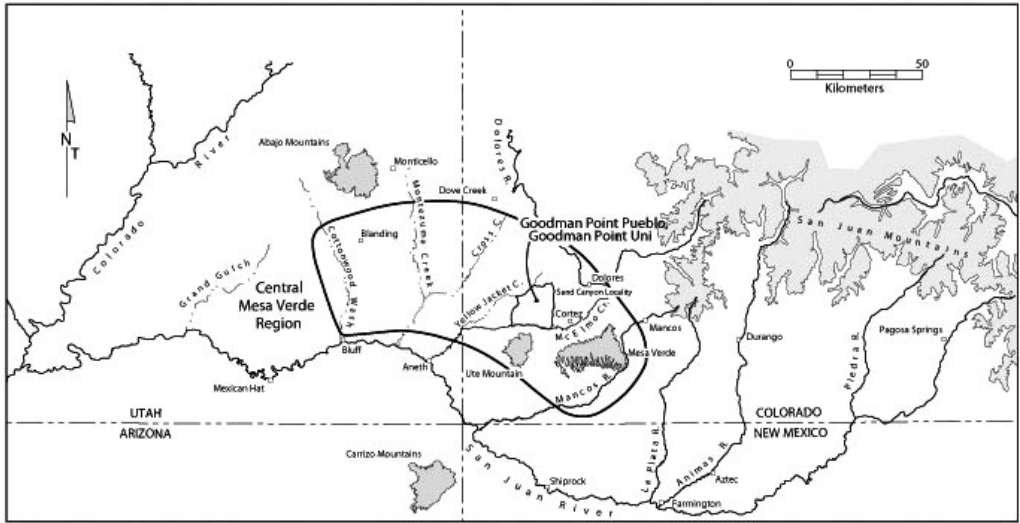 0 50
Kilometers
N
T
Abajo Mountains
Monticello
Dolores R.
Dove Creek
Colorado River
Montezuma Creek
Cross C.
Goodman Point Pueblo,
Goodman Point Uni
San Juan Mountains
Blanding
Cottonwood Wash
Grand Gulch
Central
Mesa Verde
Region
Dolores
Sand Canyon Locality
Yellow Jacket C.
Cortez
McElmo Cr.
Mancos
Durango
Pagosa Springs
Piedra R.
Bluff
Aneth
Ute Mountain
Mesa Verde
Mexican Hat
Mancos R.
UTAH
ARIZONA
COLORADO
NEW MEXICO
Carrizo Mountains
San Juan River
La Plata R.
Animas R.
Shiprock
Aztec
Farmington